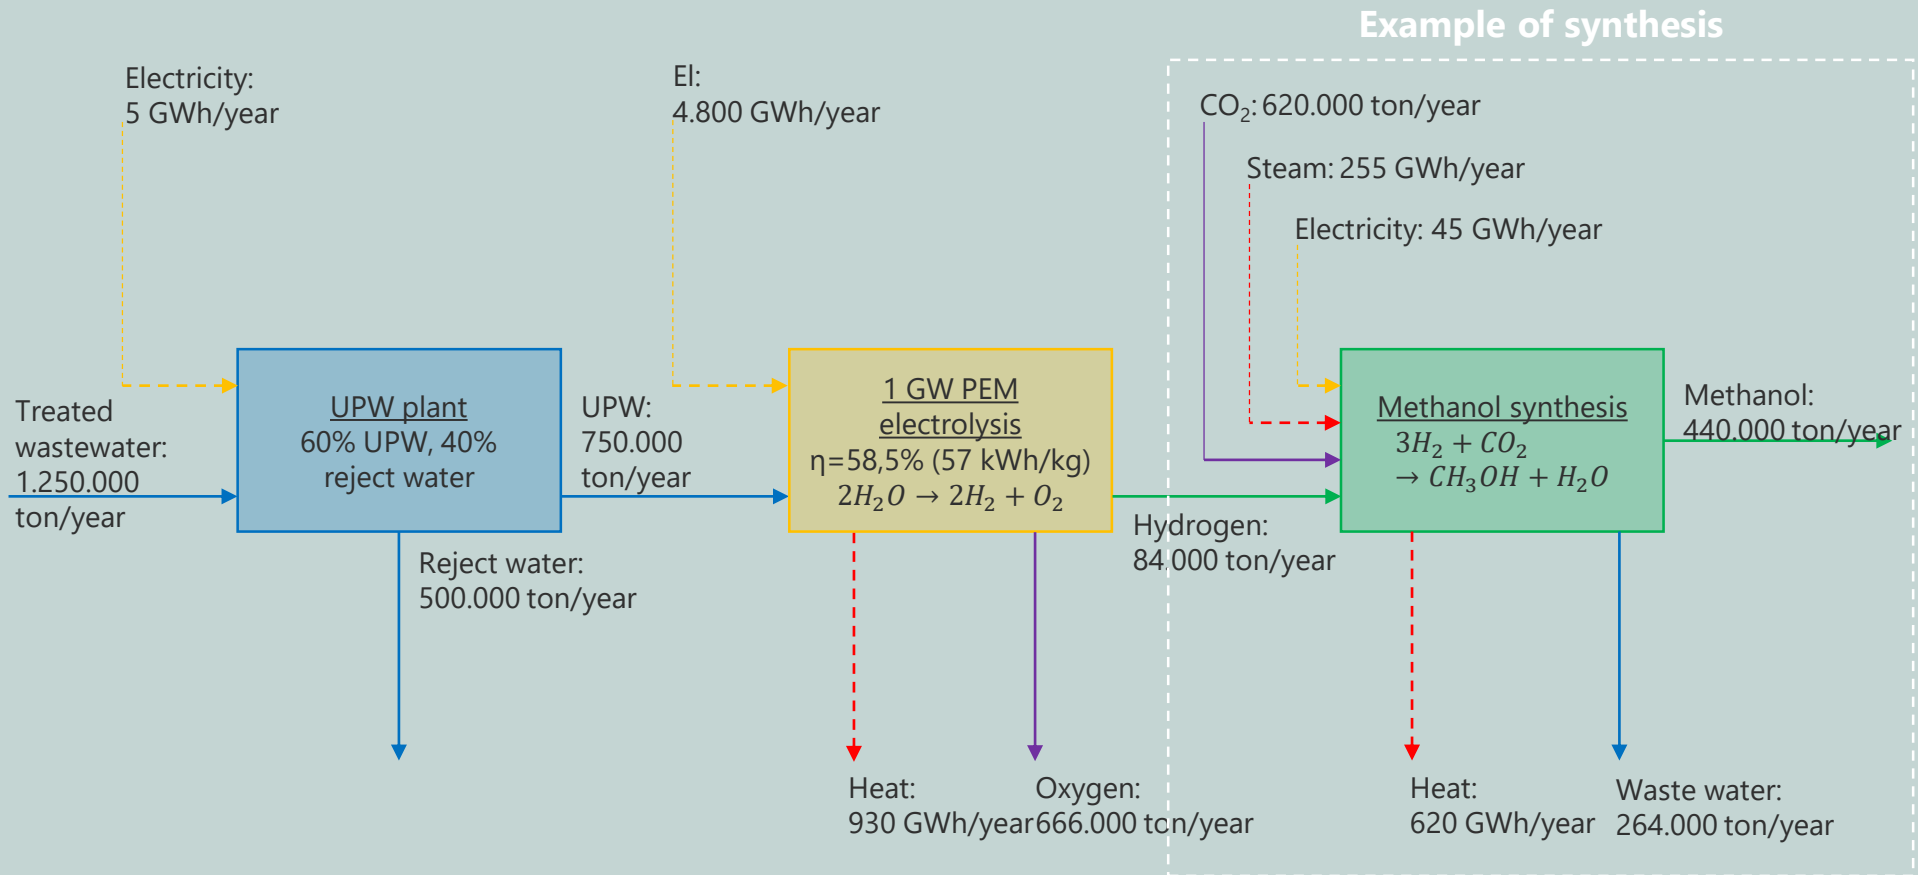 Example of synthesis
Electricity:
5 GWh/year
El:
4.800 GWh/year
CO₂: 620.000 ton/year
Steam: 255 GWh/year
Electricity: 45 GWh/year
Treated
wastewater:
1.250.000
ton/year
UPW plant
60% UPW, 40%
reject water
UPW:
750.000
ton/year
1 GW PEM
electrolysis
η=58,5% (57 kWh/kg)
2H₂O → 2H₂ + O₂
Hydrogen:
84.000 ton/year
Methanol synthesis
3H₂ + CO₂
→ CH₃OH + H₂O
Methanol:
440.000 ton/year
Reject water:
500.000 ton/year
Heat:
930 GWh/year
Oxygen:
666.000 ton/year
Heat:
620 GWh/year
Waste water:
264.000 ton/year